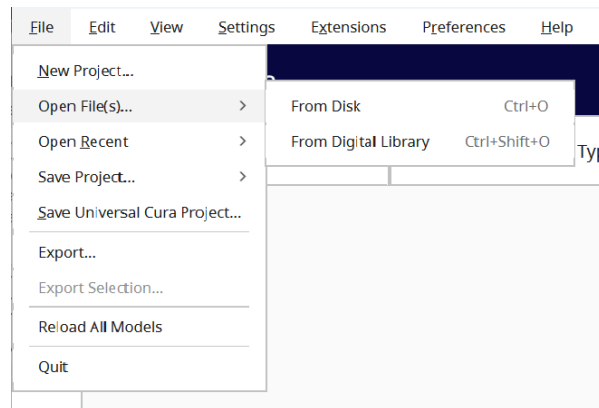 File Edit View Settings Extensions Preferences Help
New Project...
Open File(s)...
From Disk Ctrl+O
Open Recent
From Digital Library Ctrl+Shift+O
Save Project...
Save Universal Cura Project...
Export...
Export Selection...
Reload All Models
Quit